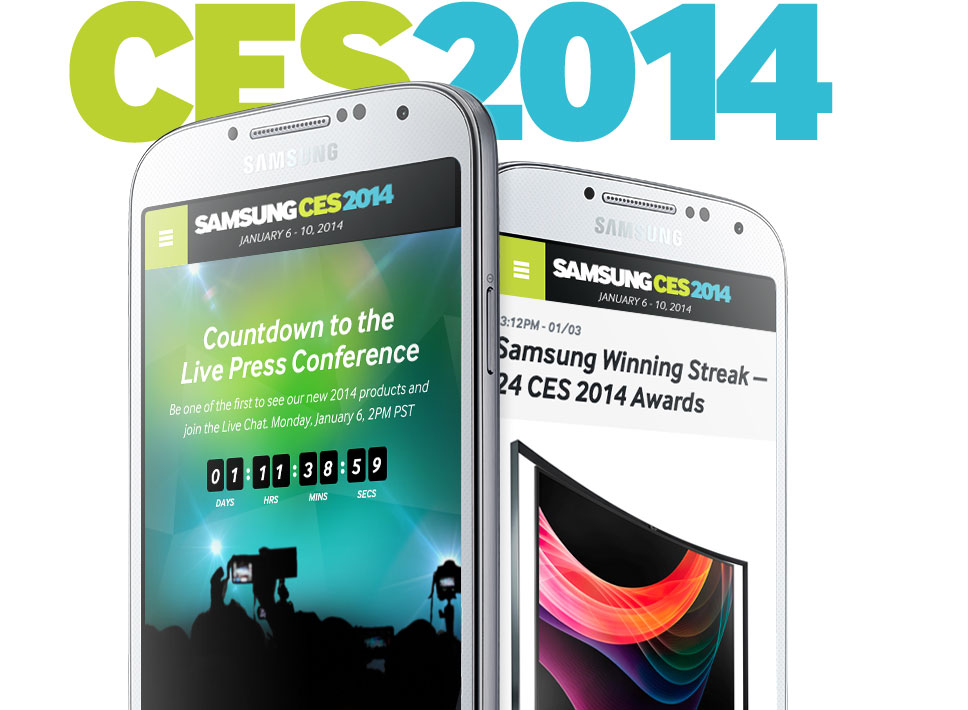 CES2014
SAMSUNG
SAMSUNG CES 2014
JANUARY 6 - 10, 2014
Countdown to the
Live Press Conference
Be one of the first to see our new 2014 products and
join the Live Chat. Monday, January 6, 2PM PST
01:11:38:59
DAYS HRS MINS SECS
SAMSUNG
SAMSUNG CES 2014
JANUARY 6 - 10, 2014
3:12PM - 01/03
Samsung Winning Streak —
24 CES 2014 Awards